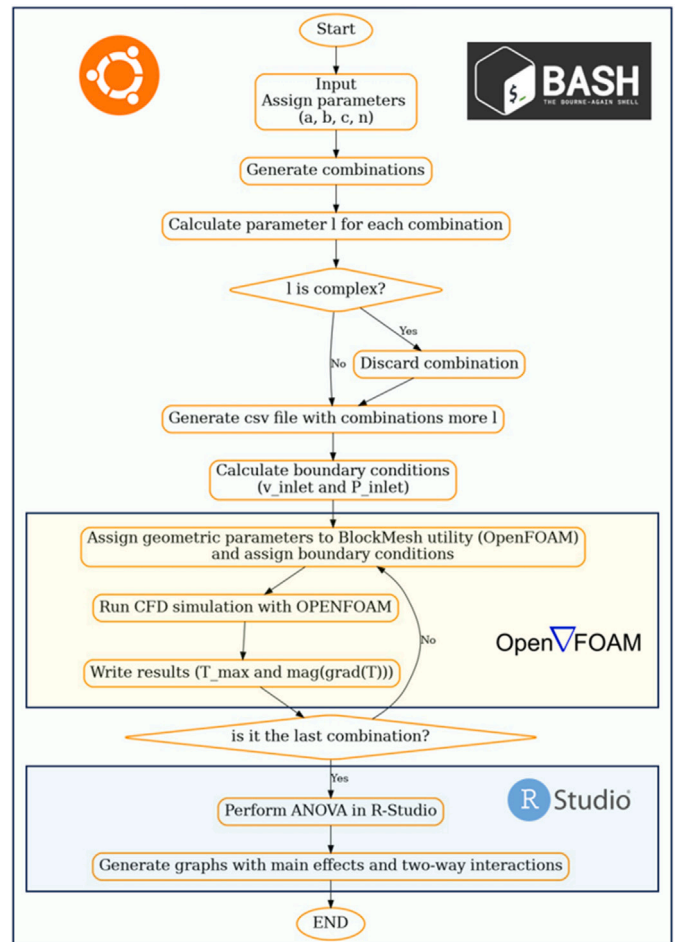 Start
BASH
THE BOURNE-AGAIN SHELL
$_
Input
Assign parameters
(a, b, c, n)
Generate combinations
Calculate parameter l for each combination
l is complex?
Yes
No
Discard combination
Generate csv file with combinations more l
Calculate boundary conditions
(v_inlet and P_inlet)
Assign geometric parameters to BlockMesh utility (OpenFOAM)
and assign boundary conditions
Run CFD simulation with OPENFOAM
No
Open∇FOAM
Write results (T_max and mag(grad(T)))
is it the last combination?
Yes
R Studio®
Perform ANOVA in R-Studio
Generate graphs with main effects and two-way interactions
END